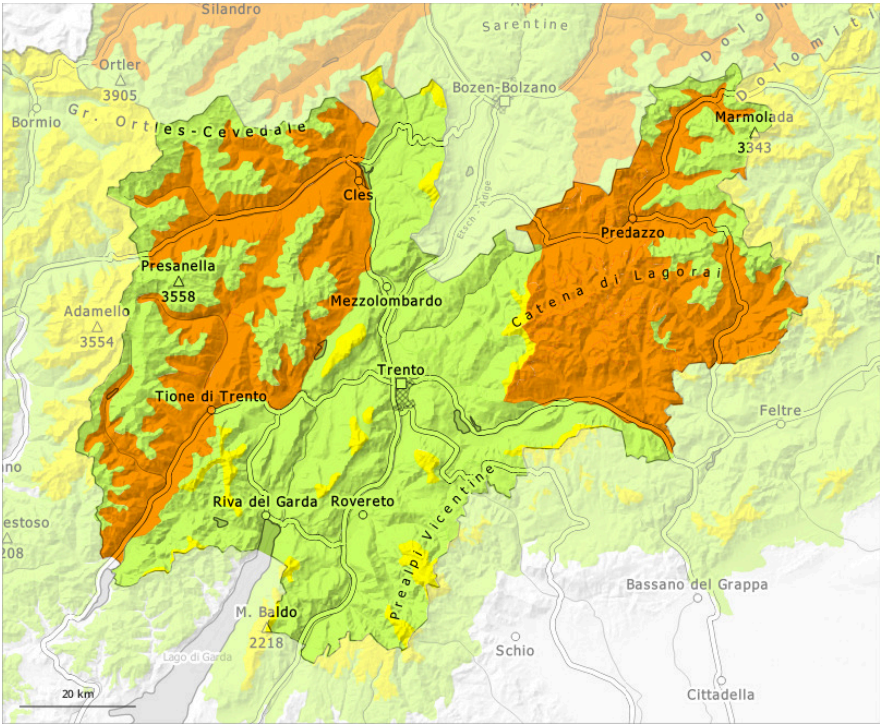 Silandro
Alpi
Sarentine
Dolomiti
Dolomiti
Ortler
3905
Bozen-Bolzano
Bormio
Gr. Ortles-Cevedale
Marmolada
3343
Cles
Etsch - Adige
Predazzo
Presanella
3558
Catena di Lagorai
Mezzolombardo
Adamello
3554
Trento
Tione di Trento
Feltre
Riva del Garda
Rovereto
Prealpi Vicentine
M. Baldo
2218
Bassano del Grappa
Lago di Garda
Schio
20 km
Cittadella